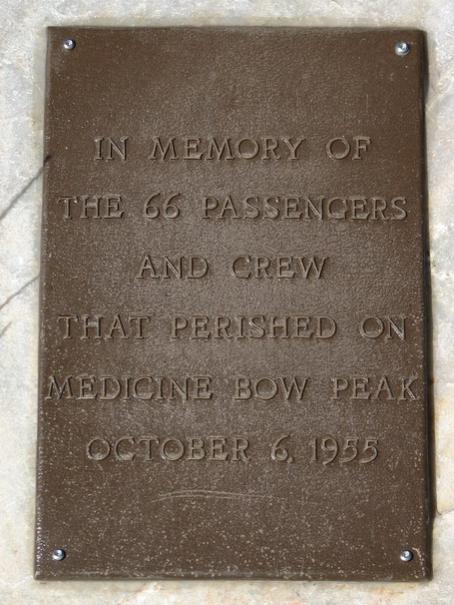 IN MEMORY OF
THE 66 PASSENGERS
AND CREW
THAT PERISHED ON
MEDICINE BOW PEAK
OCTOBER 6, 1955